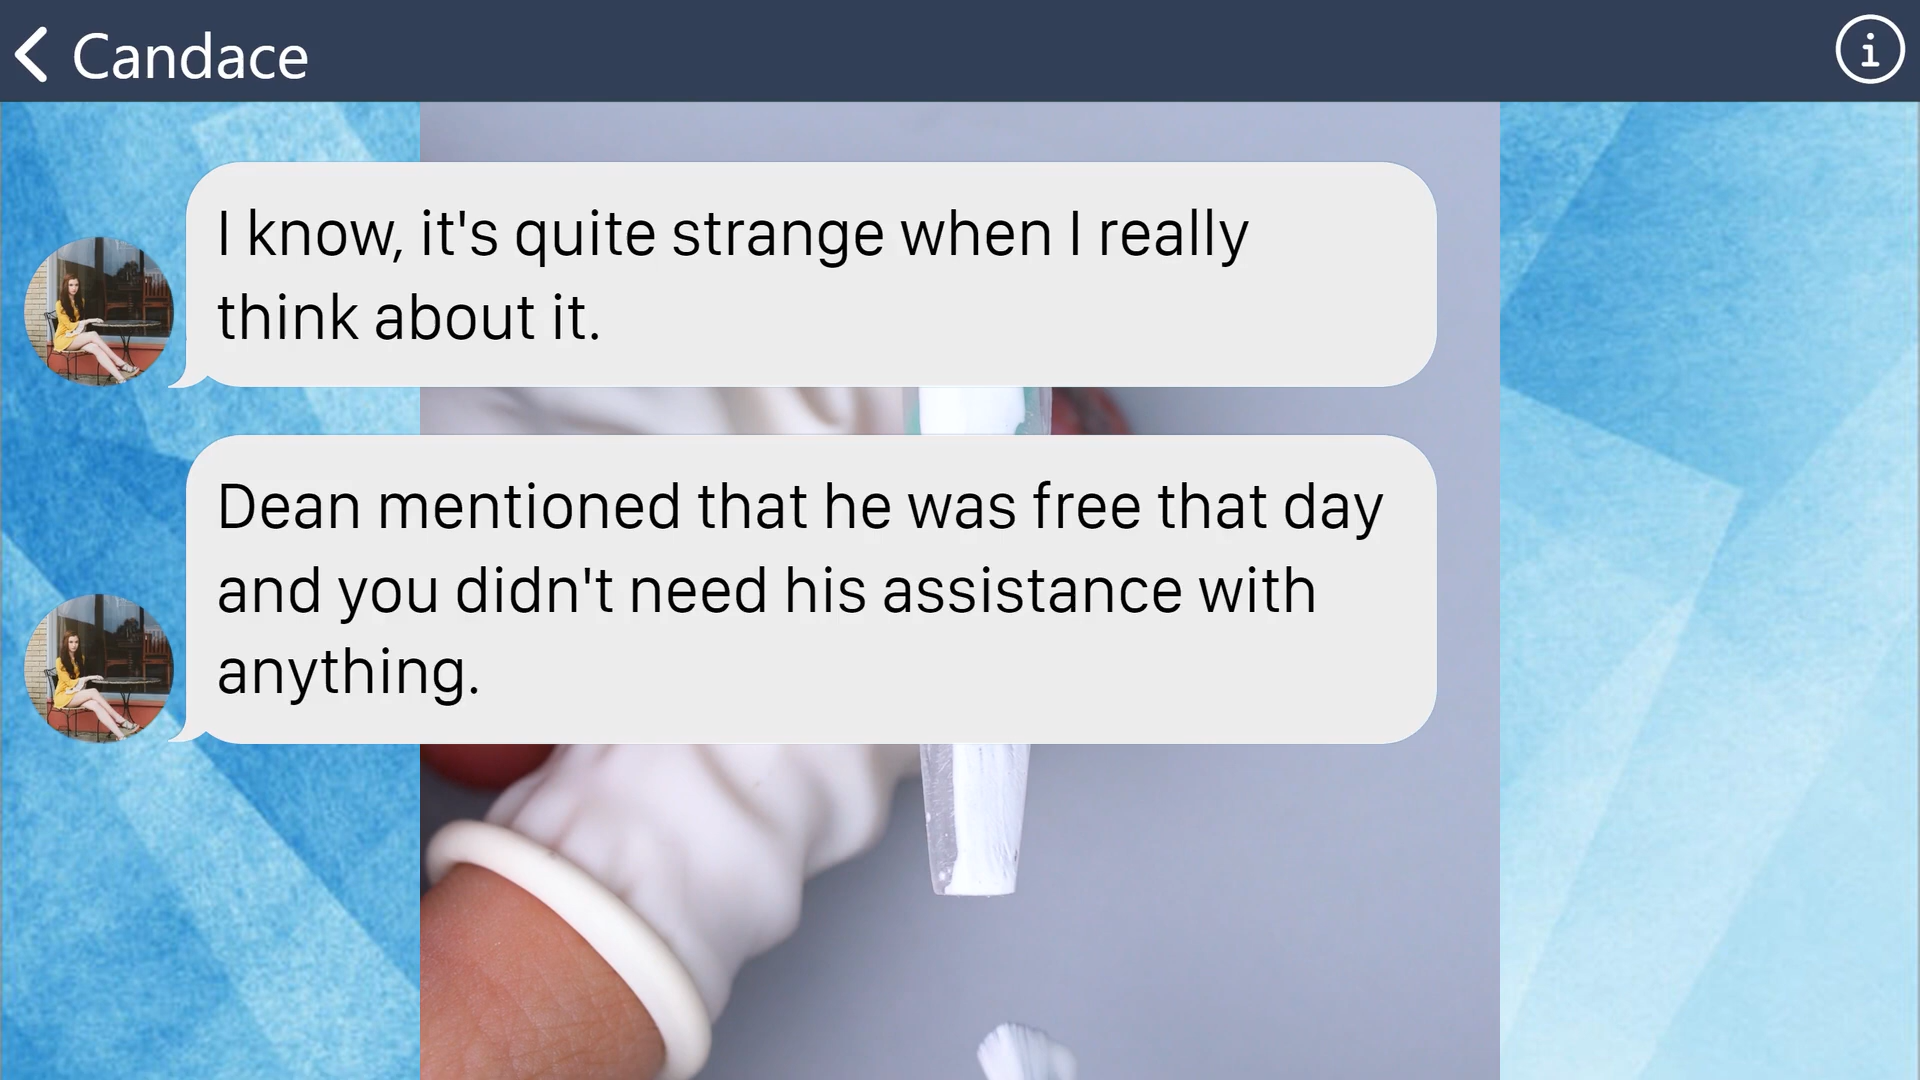 Candace
I know, it's quite strange when I really
think about it.
Dean mentioned that he was free that day
and you didn't need his assistance with
anything.